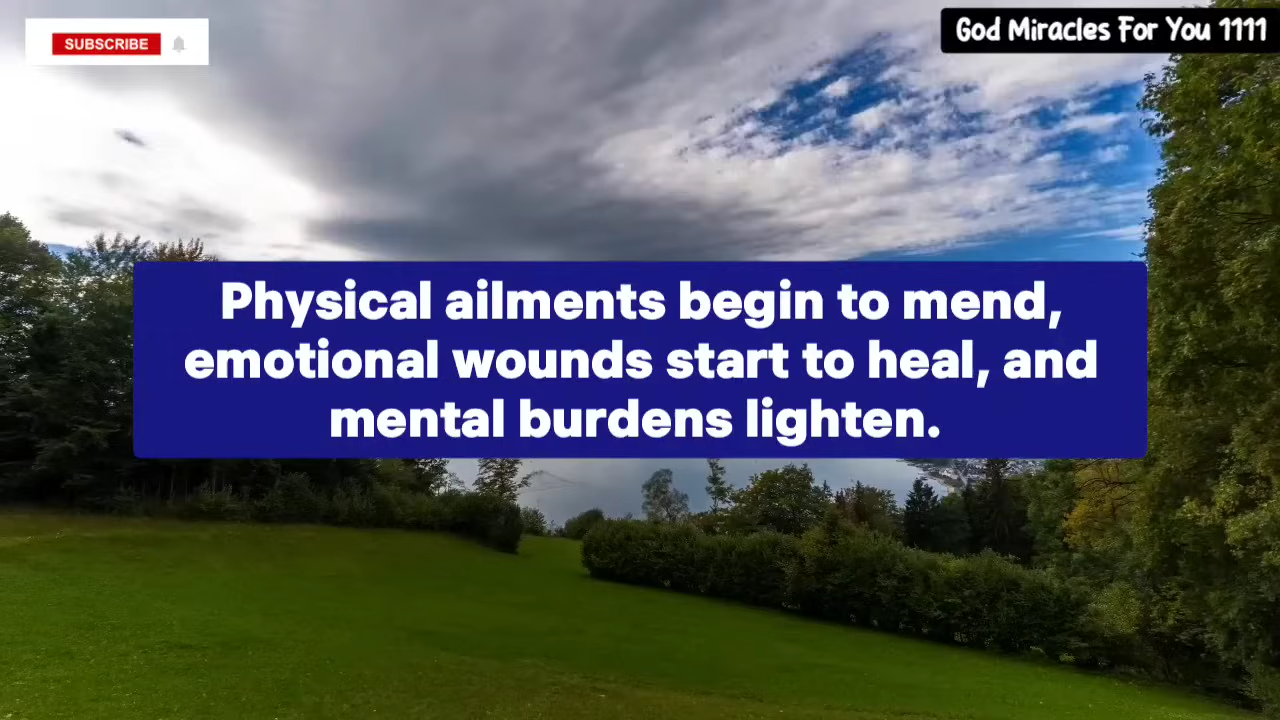 SUBSCRIBE
God Miracles For You 1111
Physical ailments begin to mend,
emotional wounds start to heal, and
mental burdens lighten.